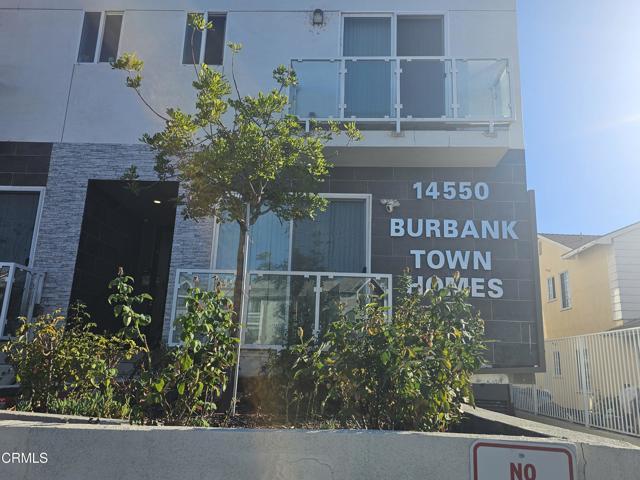 14550
BURBANK
TOWN
HOMES
NO
CRMLS